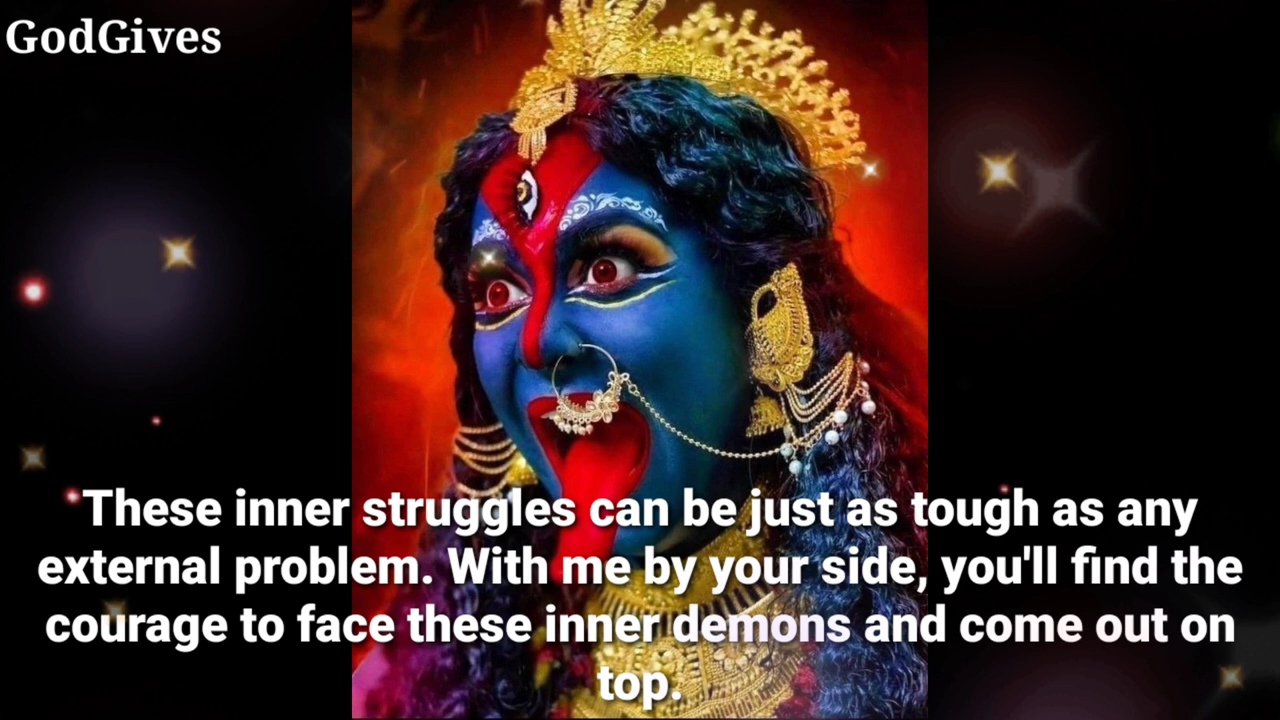 GodGives
These inner struggles can be just as tough as any
external problem. With me by your side, you'll find the
courage to face these inner demons and come out on
top.